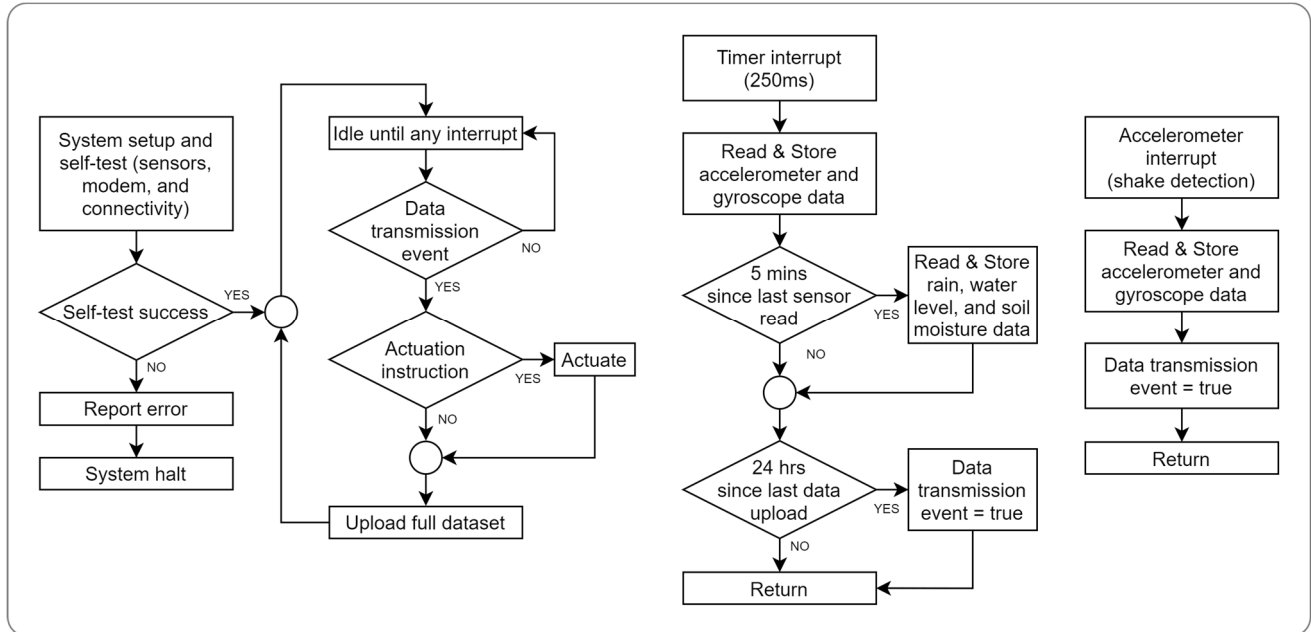 System setup and
self-test (sensors,
modem, and
connectivity)
Self-test success
YES
NO
Report error
System halt
Idle until any interrupt
Data
transmission
event
NO
YES
Actuation
instruction
YES
Actuate
NO
Upload full dataset
Timer interrupt
(250ms)
Read & Store
accelerometer and
gyroscope data
5 mins
since last sensor
read
YES
Read & Store
rain, water
level, and soil
moisture data
NO
24 hrs
since last data
upload
YES
Data
transmission
event = true
NO
Return
Accelerometer
interrupt
(shake detection)
Read & Store
accelerometer and
gyroscope data
Data transmission
event = true
Return